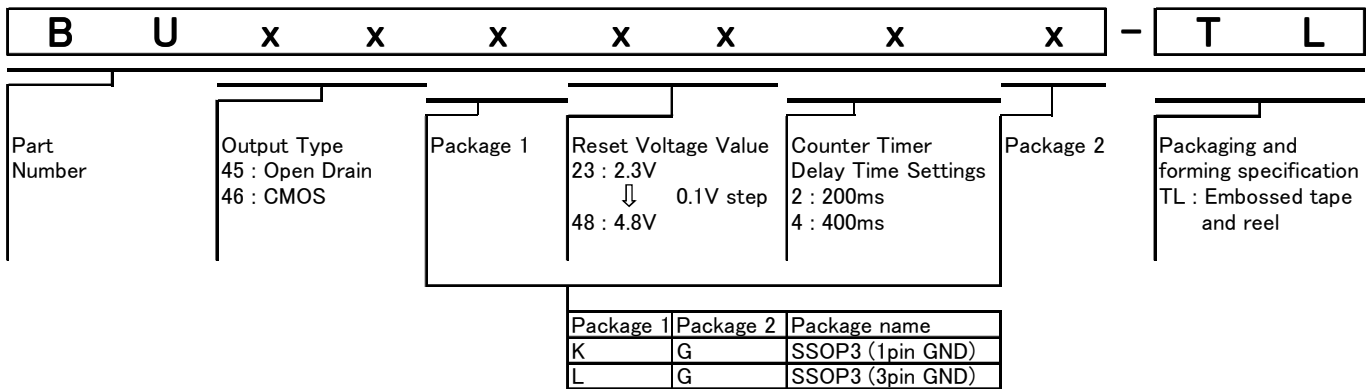 B U x x x x x x x - T L
Part
Number
Output Type
45 : Open Drain
46 : CMOS
Package 1
Reset Voltage Value
23 : 2.3V
⇩ 0.1V step
48 : 4.8V
Counter Timer
Delay Time Settings
2 : 200ms
4 : 400ms
Package 2
Packaging and
forming specification
TL : Embossed tape
and reel
Package 1 Package 2 Package name
K G SSOP3 (1pin GND)
L G SSOP3 (3pin GND)